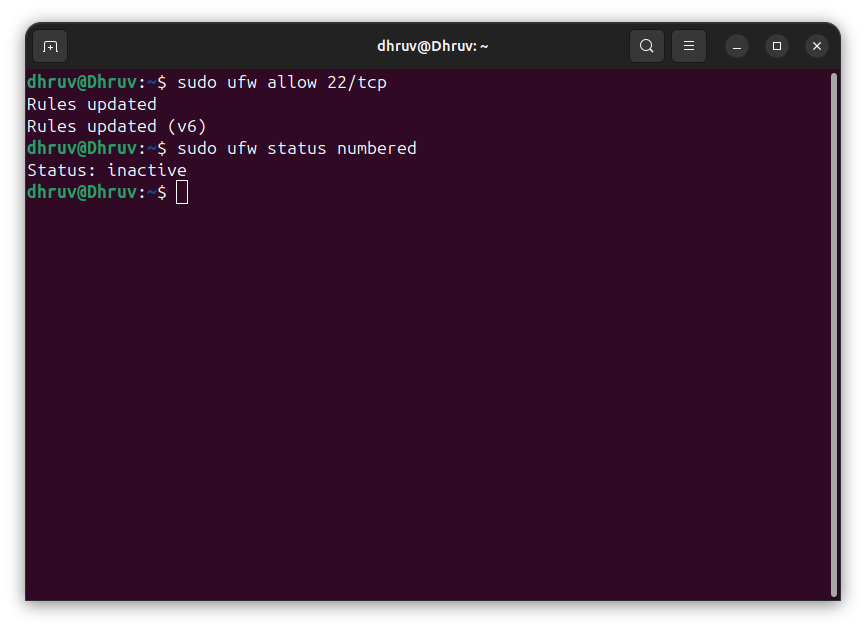 dhruv@Dhruv: ~
dhruv@Dhruv:~$ sudo ufw allow 22/tcp
Rules updated
Rules updated (v6)
dhruv@Dhruv:~$ sudo ufw status numbered
Status: inactive
dhruv@Dhruv:~$